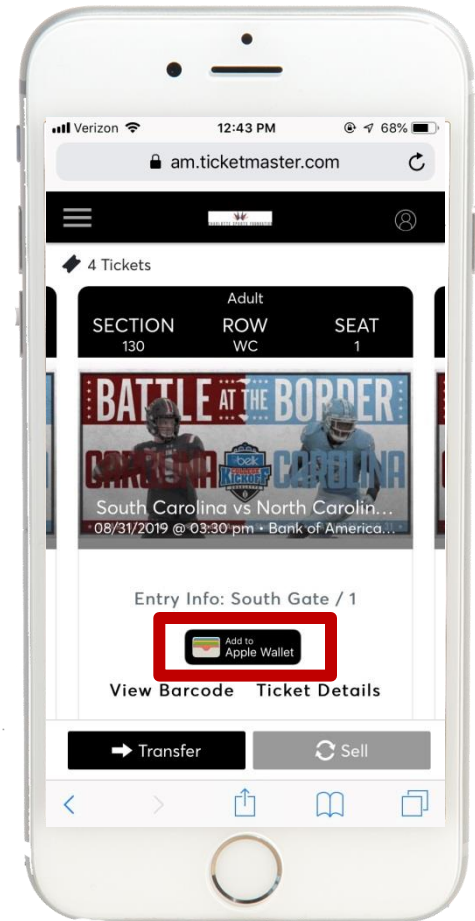 Verizon 12:43 PM 68%
am.ticketmaster.com
4 Tickets
Adult
SECTION ROW SEAT
130 WC 1
BATTLE AT THE BORDER
belk
COLLEGE
KICKOFF
CAROLINA CAROLINA
South Carolina vs North Carolin...
08/31/2019 @ 03:30 pm • Bank of America...
Entry Info: South Gate / 1
Add to
Apple Wallet
View Barcode Ticket Details
Transfer Sell